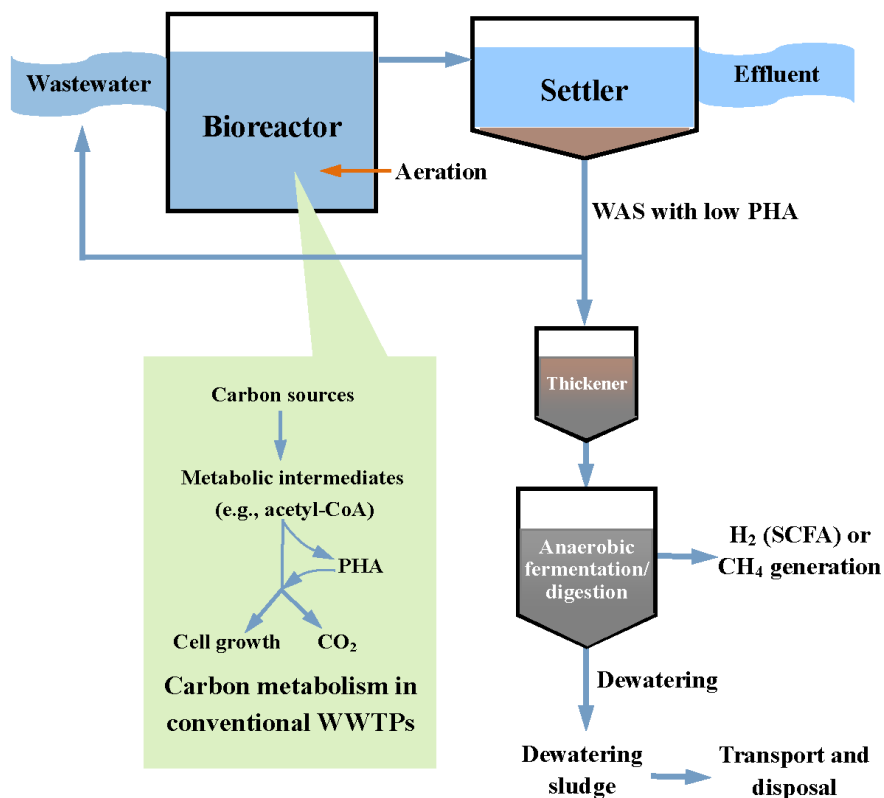 Wastewater
Bioreactor
Aeration
Settler
Effluent
WAS with low PHA
Thickener
Anaerobic
fermentation/
digestion
H₂ (SCFA) or
CH₄ generation
Dewatering
Dewatering
sludge
Transport and
disposal
Carbon sources
Metabolic intermediates
(e.g., acetyl-CoA)
PHA
Cell growth
CO₂
Carbon metabolism in
conventional WWTPs